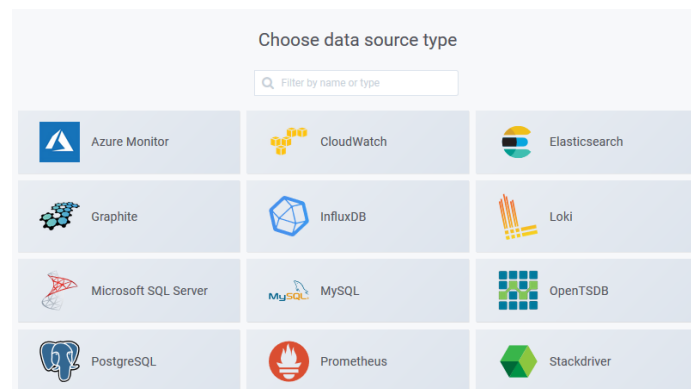 Choose data source type
Filter by name or type
Azure Monitor
CloudWatch
Elasticsearch
Graphite
InfluxDB
Loki
Microsoft SQL Server
MySQL
MySQL
OpenTSDB
PostgreSQL
Prometheus
Stackdriver